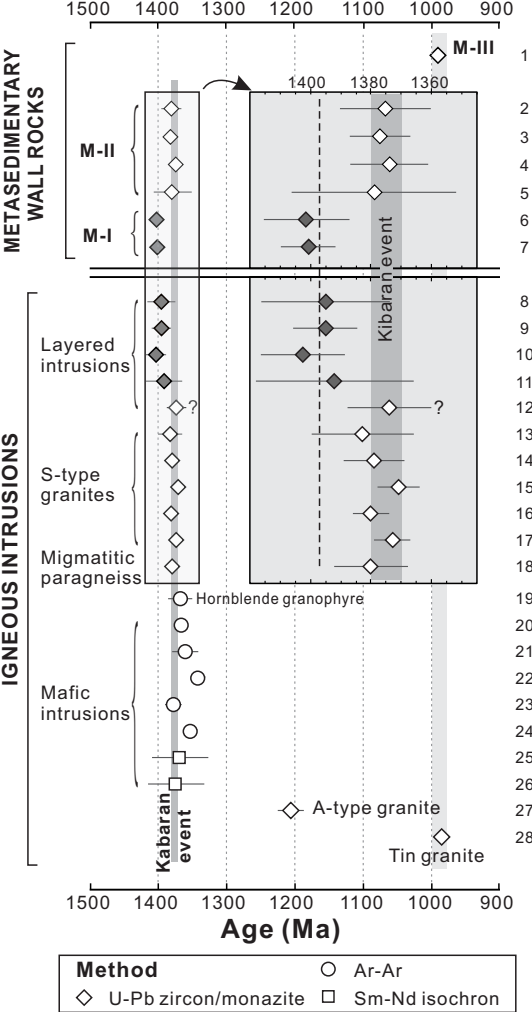 1500 1400 1300 1200 1100 1000 900
METASEDIMENTARY
WALL ROCKS
M-III 1
1400 1380 1360
M-II
2
3
4
5
M-I
6
7
Kibaran event
IGNEOUS INTRUSIONS
Layered
intrusions
8
9
10
11
? ? 12
S-type
granites
13
14
15
16
17
Migmatitic
paragneiss
18
Hornblende granophyre 19
Mafic
intrusions
20
21
22
23
24
25
26
Kabaran
event
A-type granite 27
28
Tin granite
1500 1400 1300 1200 1100 1000 900
Age (Ma)
Method
Ar-Ar
U-Pb zircon/monazite Sm-Nd isochron